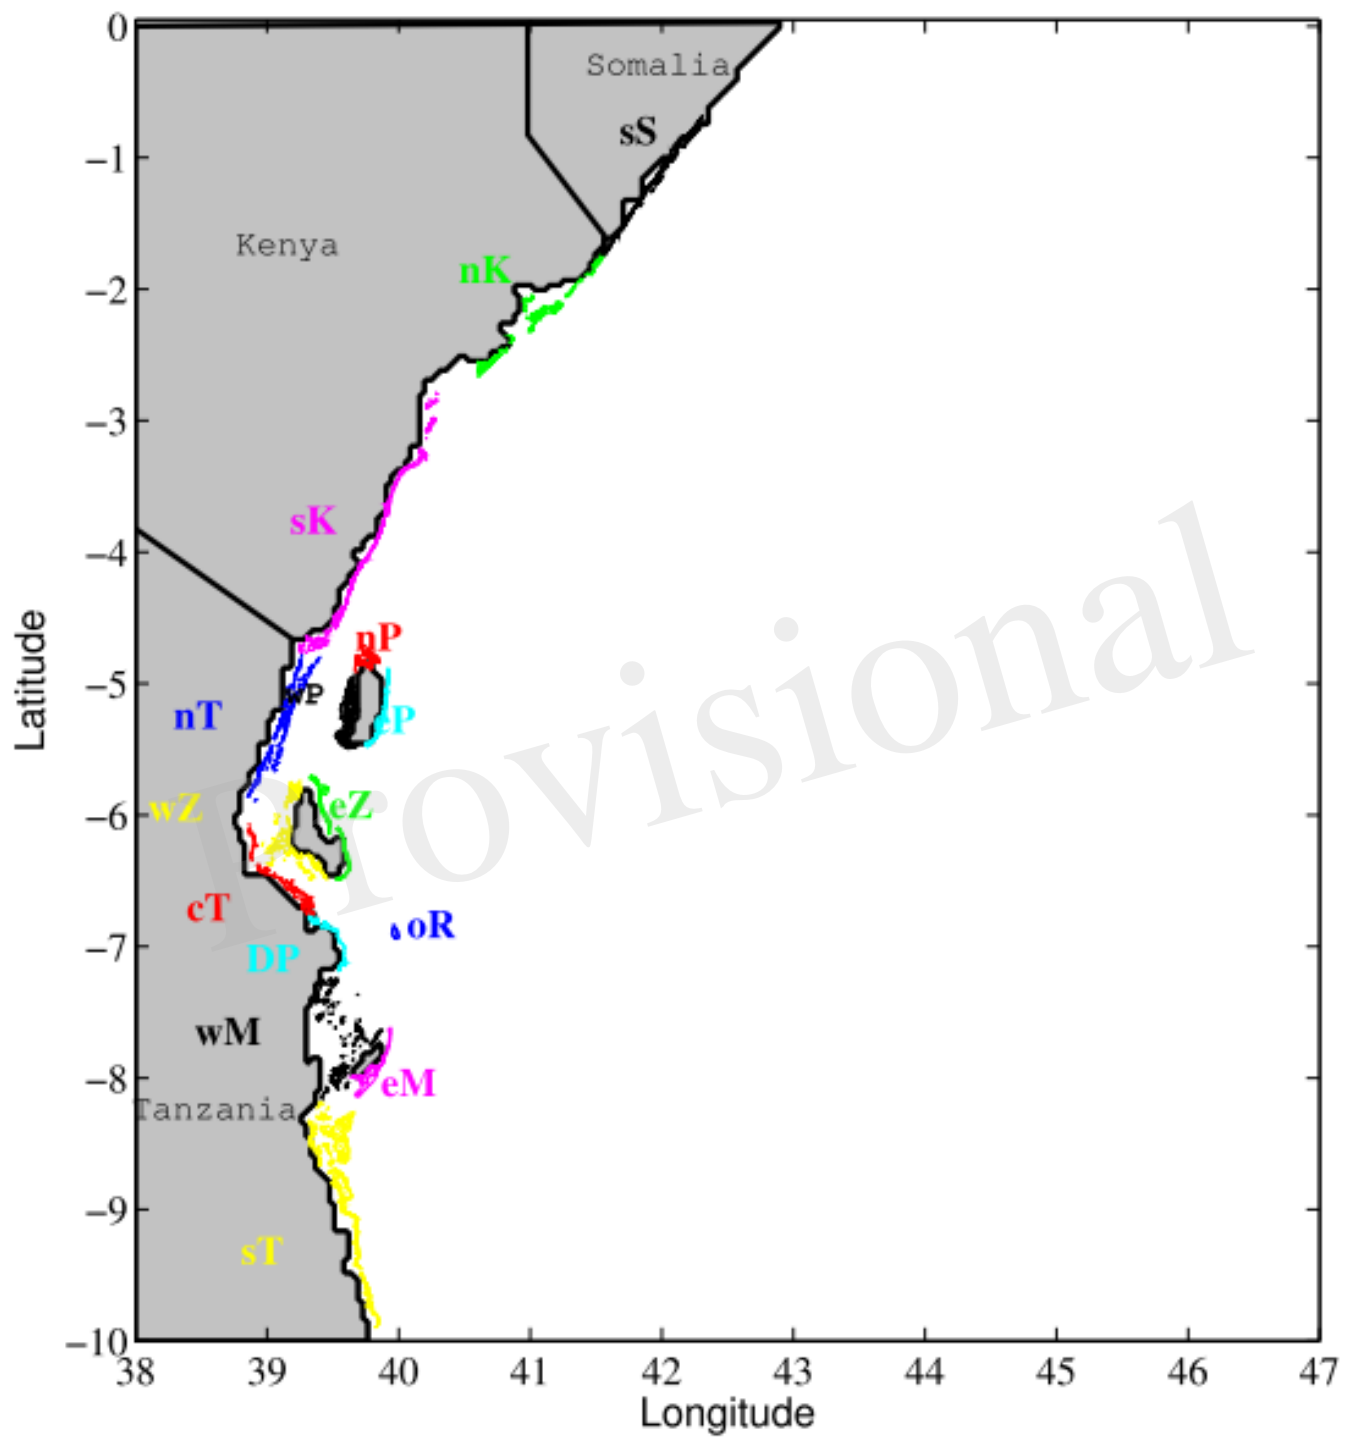 0
Somalia
sS
−1
Kenya
nK
−2
−3
sK
−4
nP
−5
wP
nT
eP
wZ
eZ
−6
cT
oR
−7
DP
wM
−8
eM
Tanzania
−9
sT
−10
38 39 40 41 42 43 44 45 46 47
Longitude
Latitude
Provisional